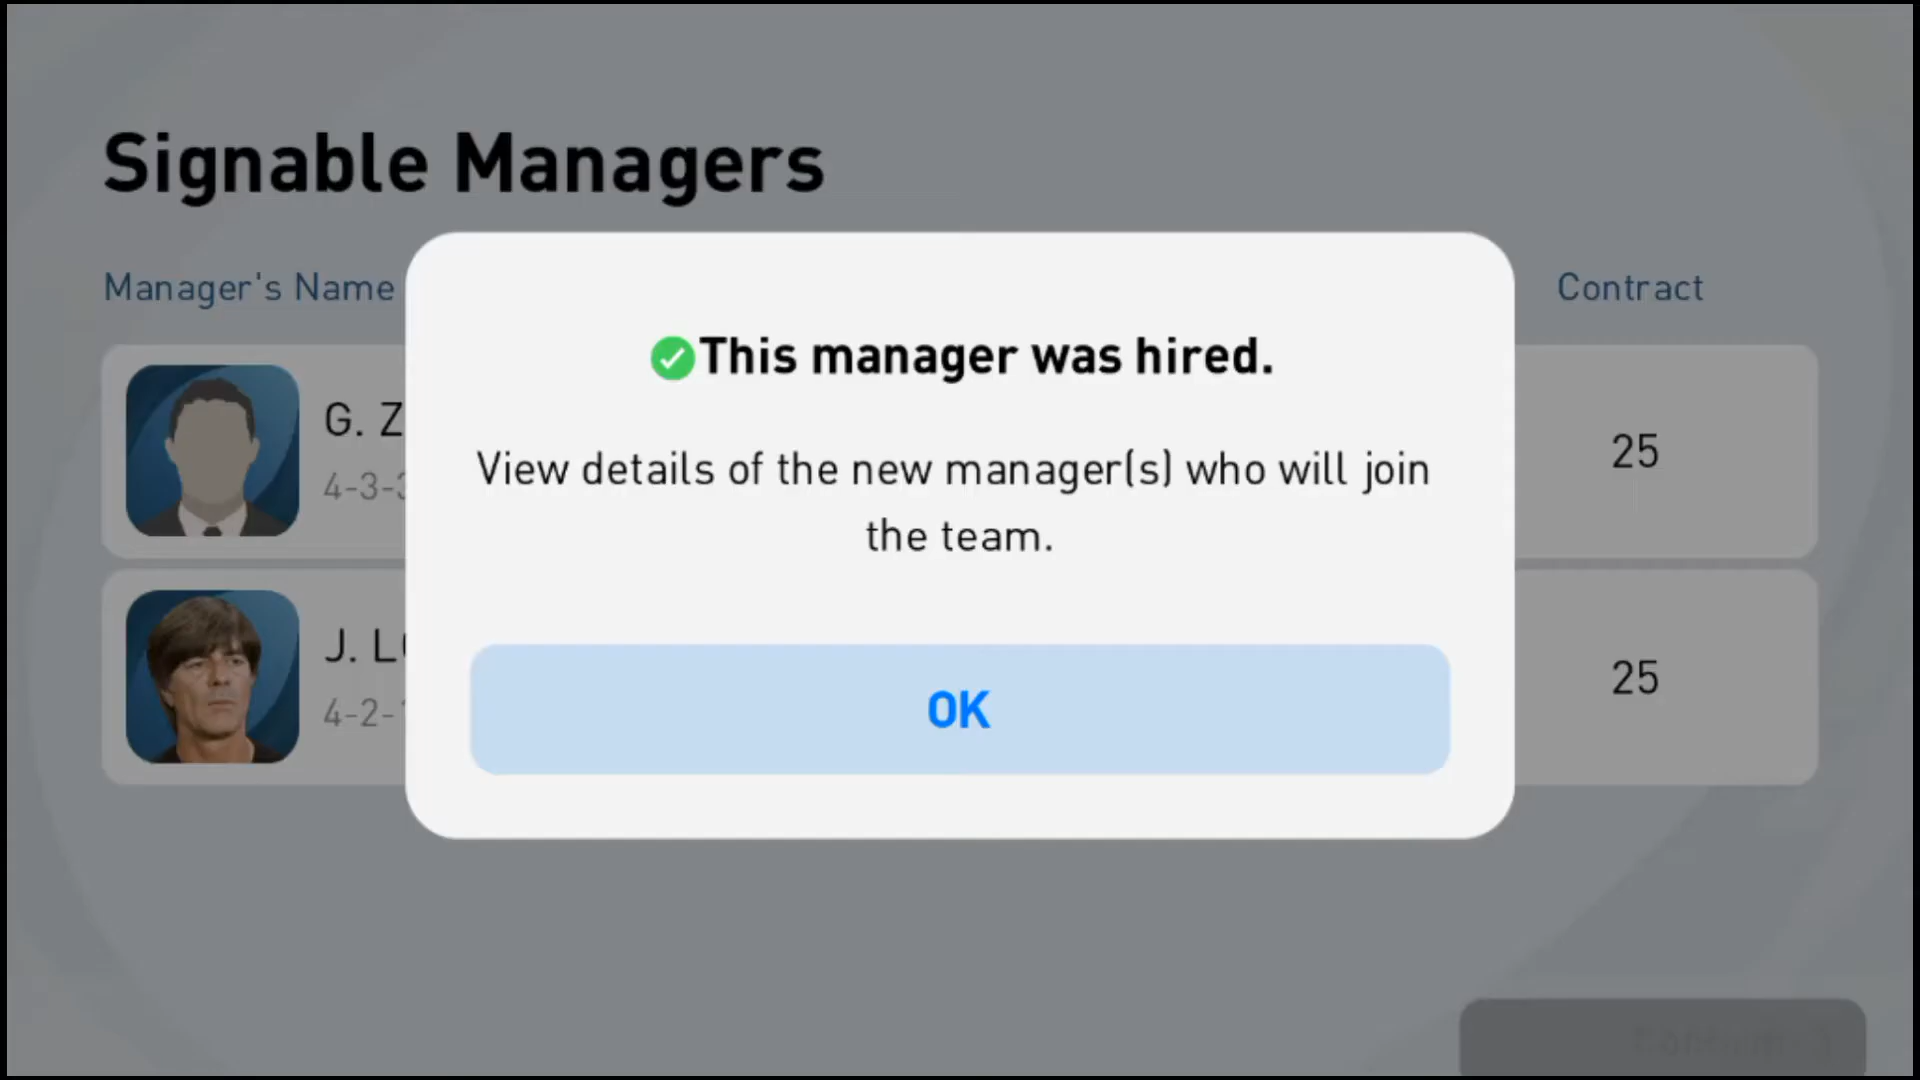 Signable Managers
Manager's Name
Contract
This manager was hired.
View details of the new manager(s) who will join
the team.
OK
G. Z
4-3-3
25
J. L
4-2-
25